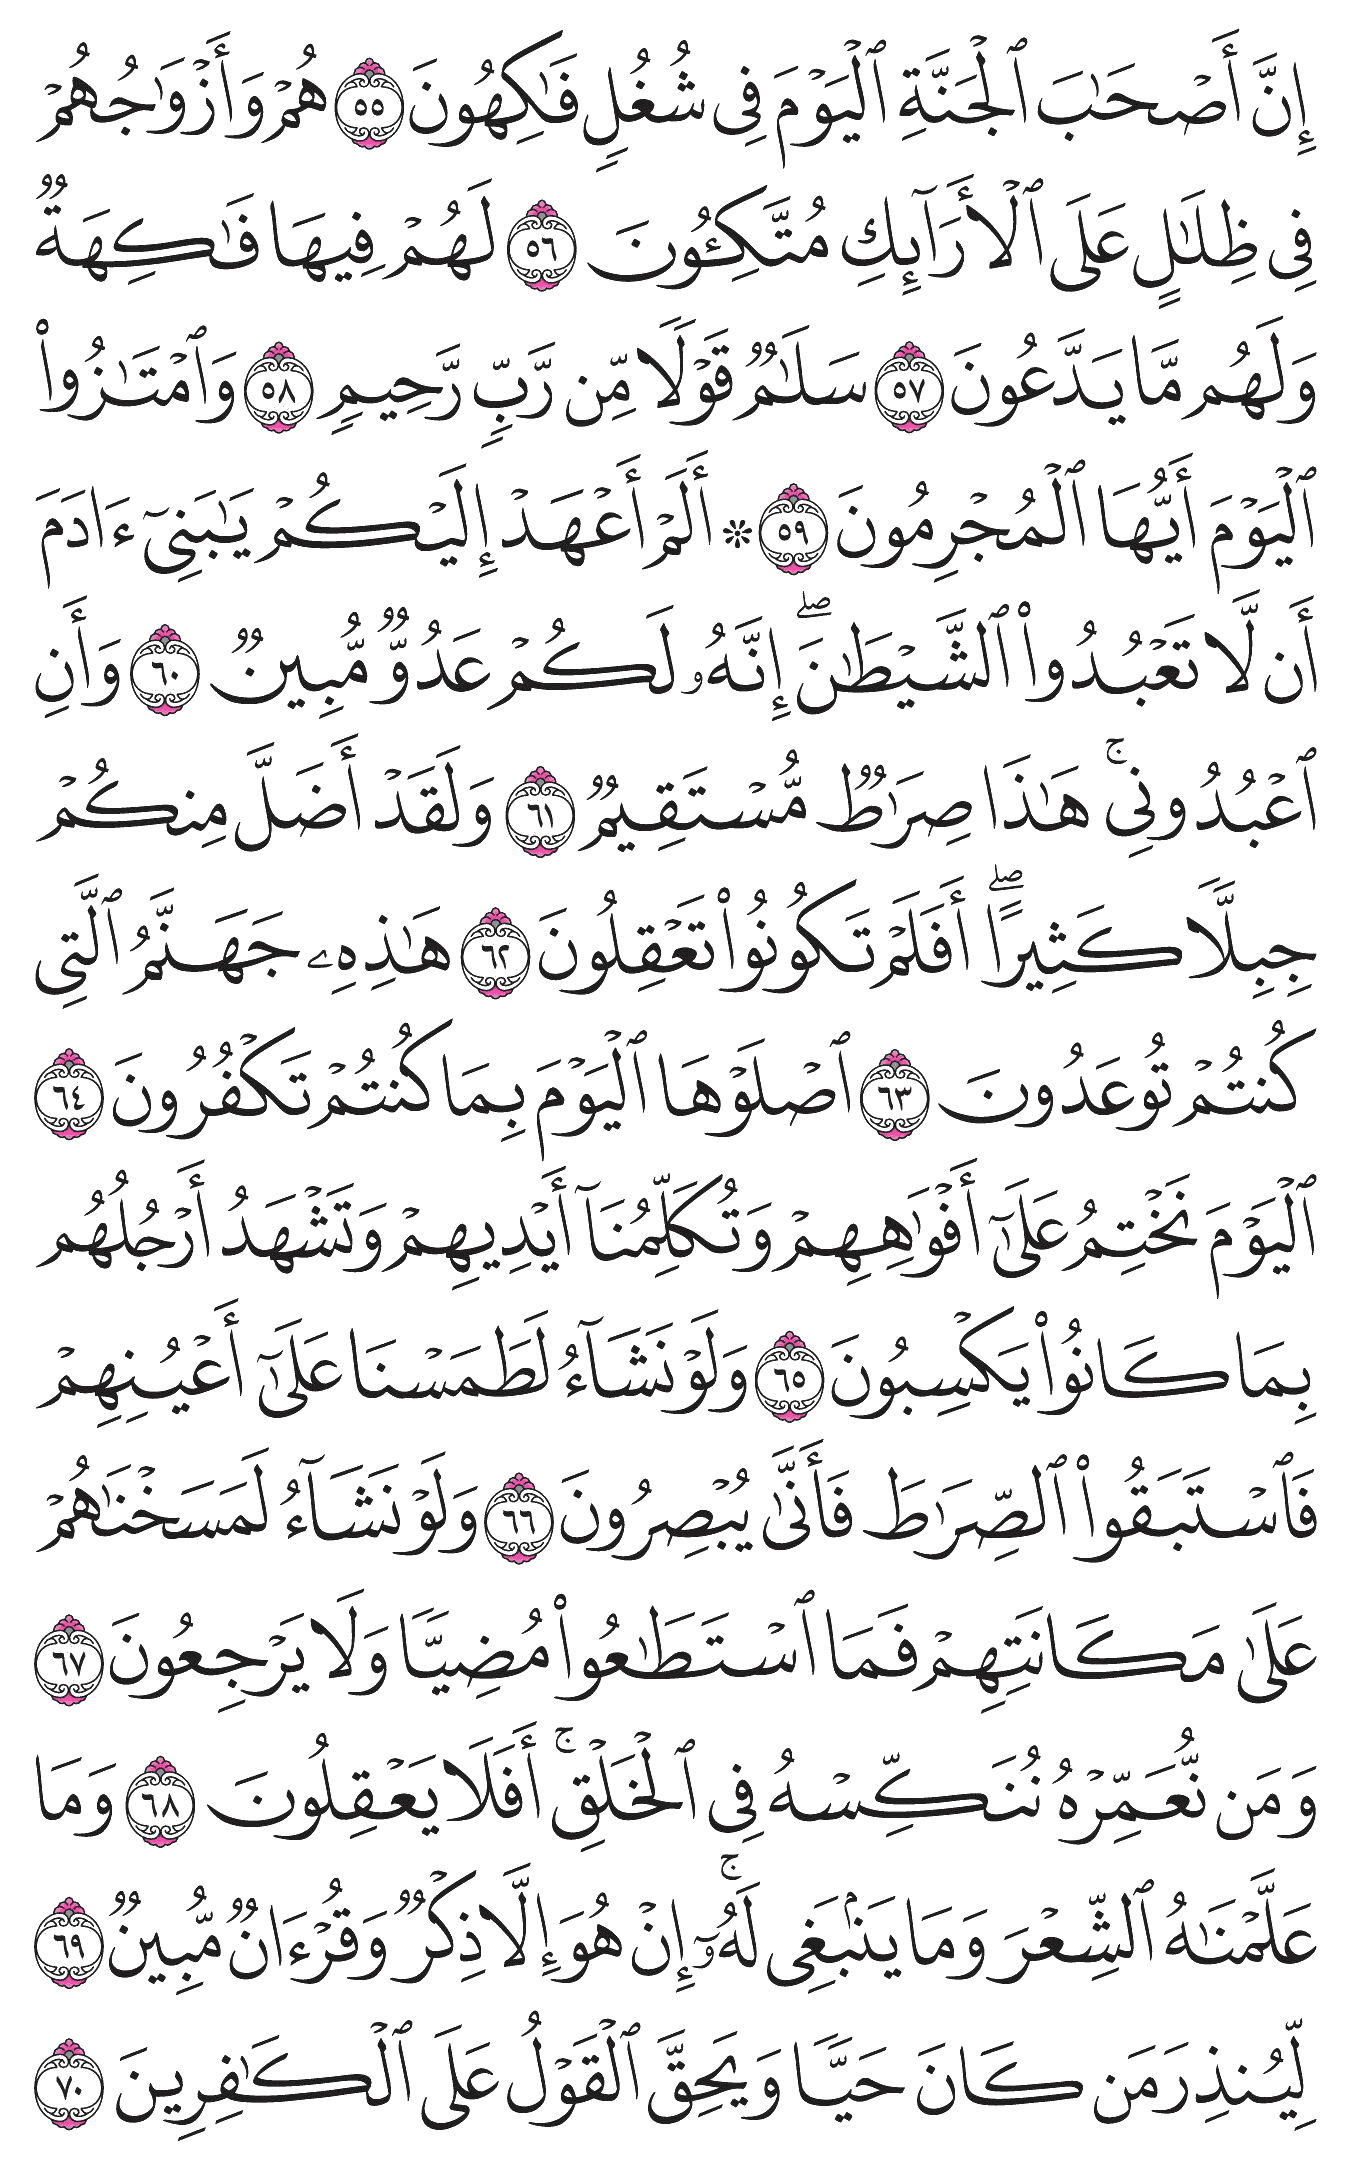 إِنَّ أَصْحَـٰبَ ٱلْجَنَّةِ ٱلْيَوْمَ فِى شُغُلٍ فَـٰكِهُونَ ٥٥ هُمْ وَأَزْوَٰجُهُمْ
فِى ظِلَـٰلٍ عَلَى ٱلْأَرَآئِكِ مُتَّكِـُٔونَ ٥٦ لَهُمْ فِيهَا فَـٰكِهَةٌ
وَلَهُم مَّا يَدَّعُونَ ٥٧ سَلَـٰمٌ قَوْلًا مِّن رَّبٍّ رَّحِيمٍ ٥٨ وَٱمْتَـٰزُوا۟
ٱلْيَوْمَ أَيُّهَا ٱلْمُجْرِمُونَ ٥٩ ۞ أَلَمْ أَعْهَدْ إِلَيْكُمْ يَـٰبَنِىٓ ءَادَمَ
أَن لَّا تَعْبُدُوا۟ ٱلشَّيْطَـٰنَ ۖ إِنَّهُۥ لَكُمْ عَدُوٌّ مُّبِينٌ ٦٠ وَأَنِ
ٱعْبُدُونِى ۚ هَـٰذَا صِرَٰطٌ مُّسْتَقِيمٌ ٦١ وَلَقَدْ أَضَلَّ مِنكُمْ
جِبِلًّا كَثِيرًا ۖ أَفَلَمْ تَكُونُوا۟ تَعْقِلُونَ ٦٢ هَـٰذِهِۦ جَهَنَّمُ ٱلَّتِى
كُنتُمْ تُوعَدُونَ ٦٣ ٱصْلَوْهَا ٱلْيَوْمَ بِمَا كُنتُمْ تَكْفُرُونَ ٦٤
ٱلْيَوْمَ نَخْتِمُ عَلَىٰٓ أَفْوَٰهِهِمْ وَتُكَلِّمُنَآ أَيْدِيهِمْ وَتَشْهَدُ أَرْجُلُهُم
بِمَا كَانُوا۟ يَكْسِبُونَ ٦٥ وَلَوْ نَشَآءُ لَطَمَسْنَا عَلَىٰٓ أَعْيُنِهِمْ
فَٱسْتَبَقُوا۟ ٱلصِّرَٰطَ فَأَنَّىٰ يُبْصِرُونَ ٦٦ وَلَوْ نَشَآءُ لَمَسَخْنَـٰهُمْ
عَلَىٰ مَكَانَتِهِمْ فَمَا ٱسْتَطَـٰعُوا۟ مُضِيًّا وَلَا يَرْجِعُونَ ٦٧
وَمَن نُّعَمِّرْهُ نُنَكِّسْهُ فِى ٱلْخَلْقِ ۚ أَفَلَا يَعْقِلُونَ ٦٨ وَمَا
عَلَّمْنَـٰهُ ٱلشِّعْرَ وَمَا يَنۢبَغِى لَهُۥٓ ۚ إِنْ هُوَ إِلَّا ذِكْرٌ وَقُرْءَانٌ مُّبِينٌ ٦٩
لِّيُنذِرَ مَن كَانَ حَيًّا وَيَحِقَّ ٱلْقَوْلُ عَلَى ٱلْكَـٰفِرِينَ ٧٠